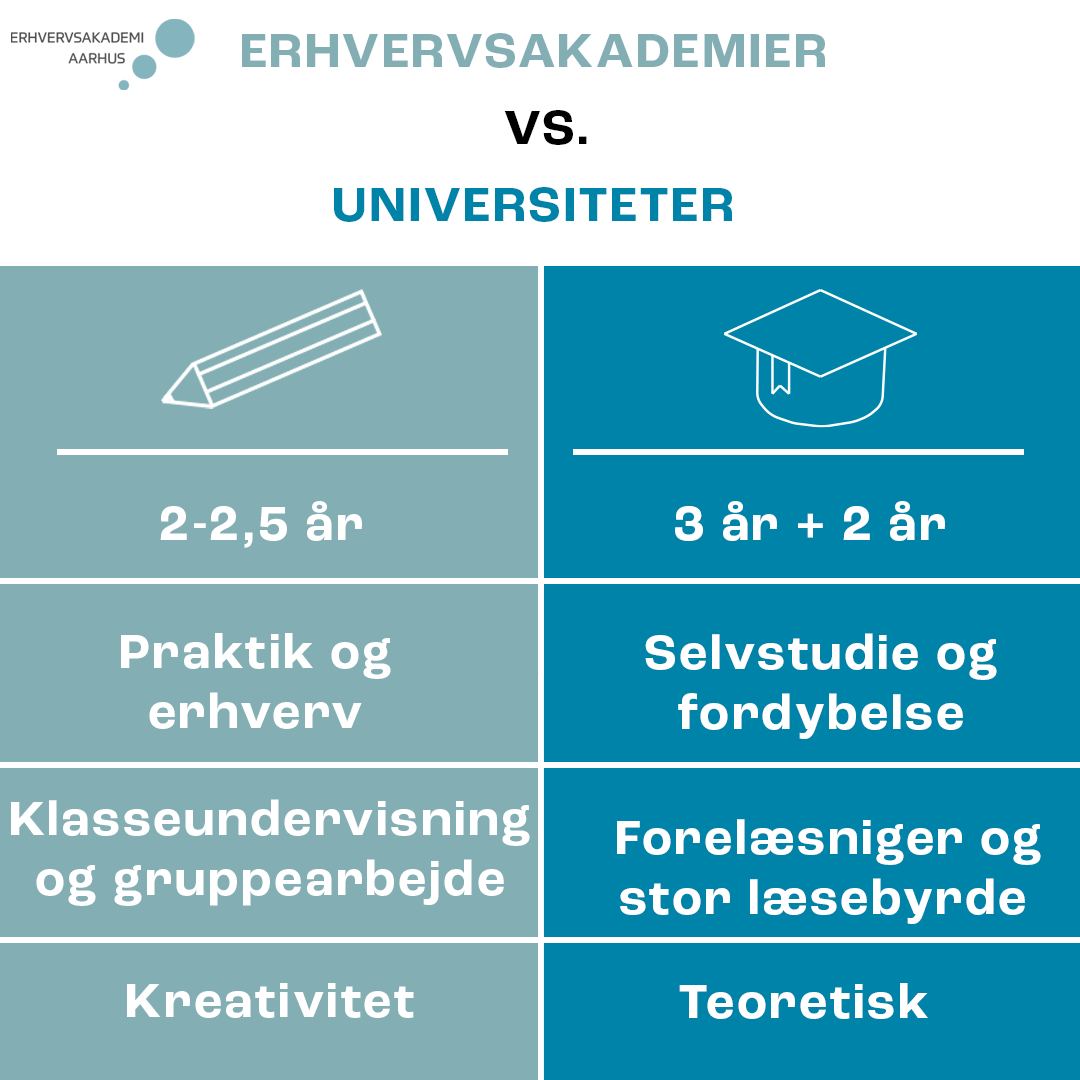 ERHVERVSAKADEMI
AARHUS
ERHVERVSAKADEMIER
VS.
UNIVERSITETER
2-2,5 år
3 år + 2 år
Praktik og
erhverv
Selvstudie og
fordybelse
Klasseundervisning
og gruppearbejde
Forelæsniger og
stor læsebyrde
Kreativitet
Teoretisk